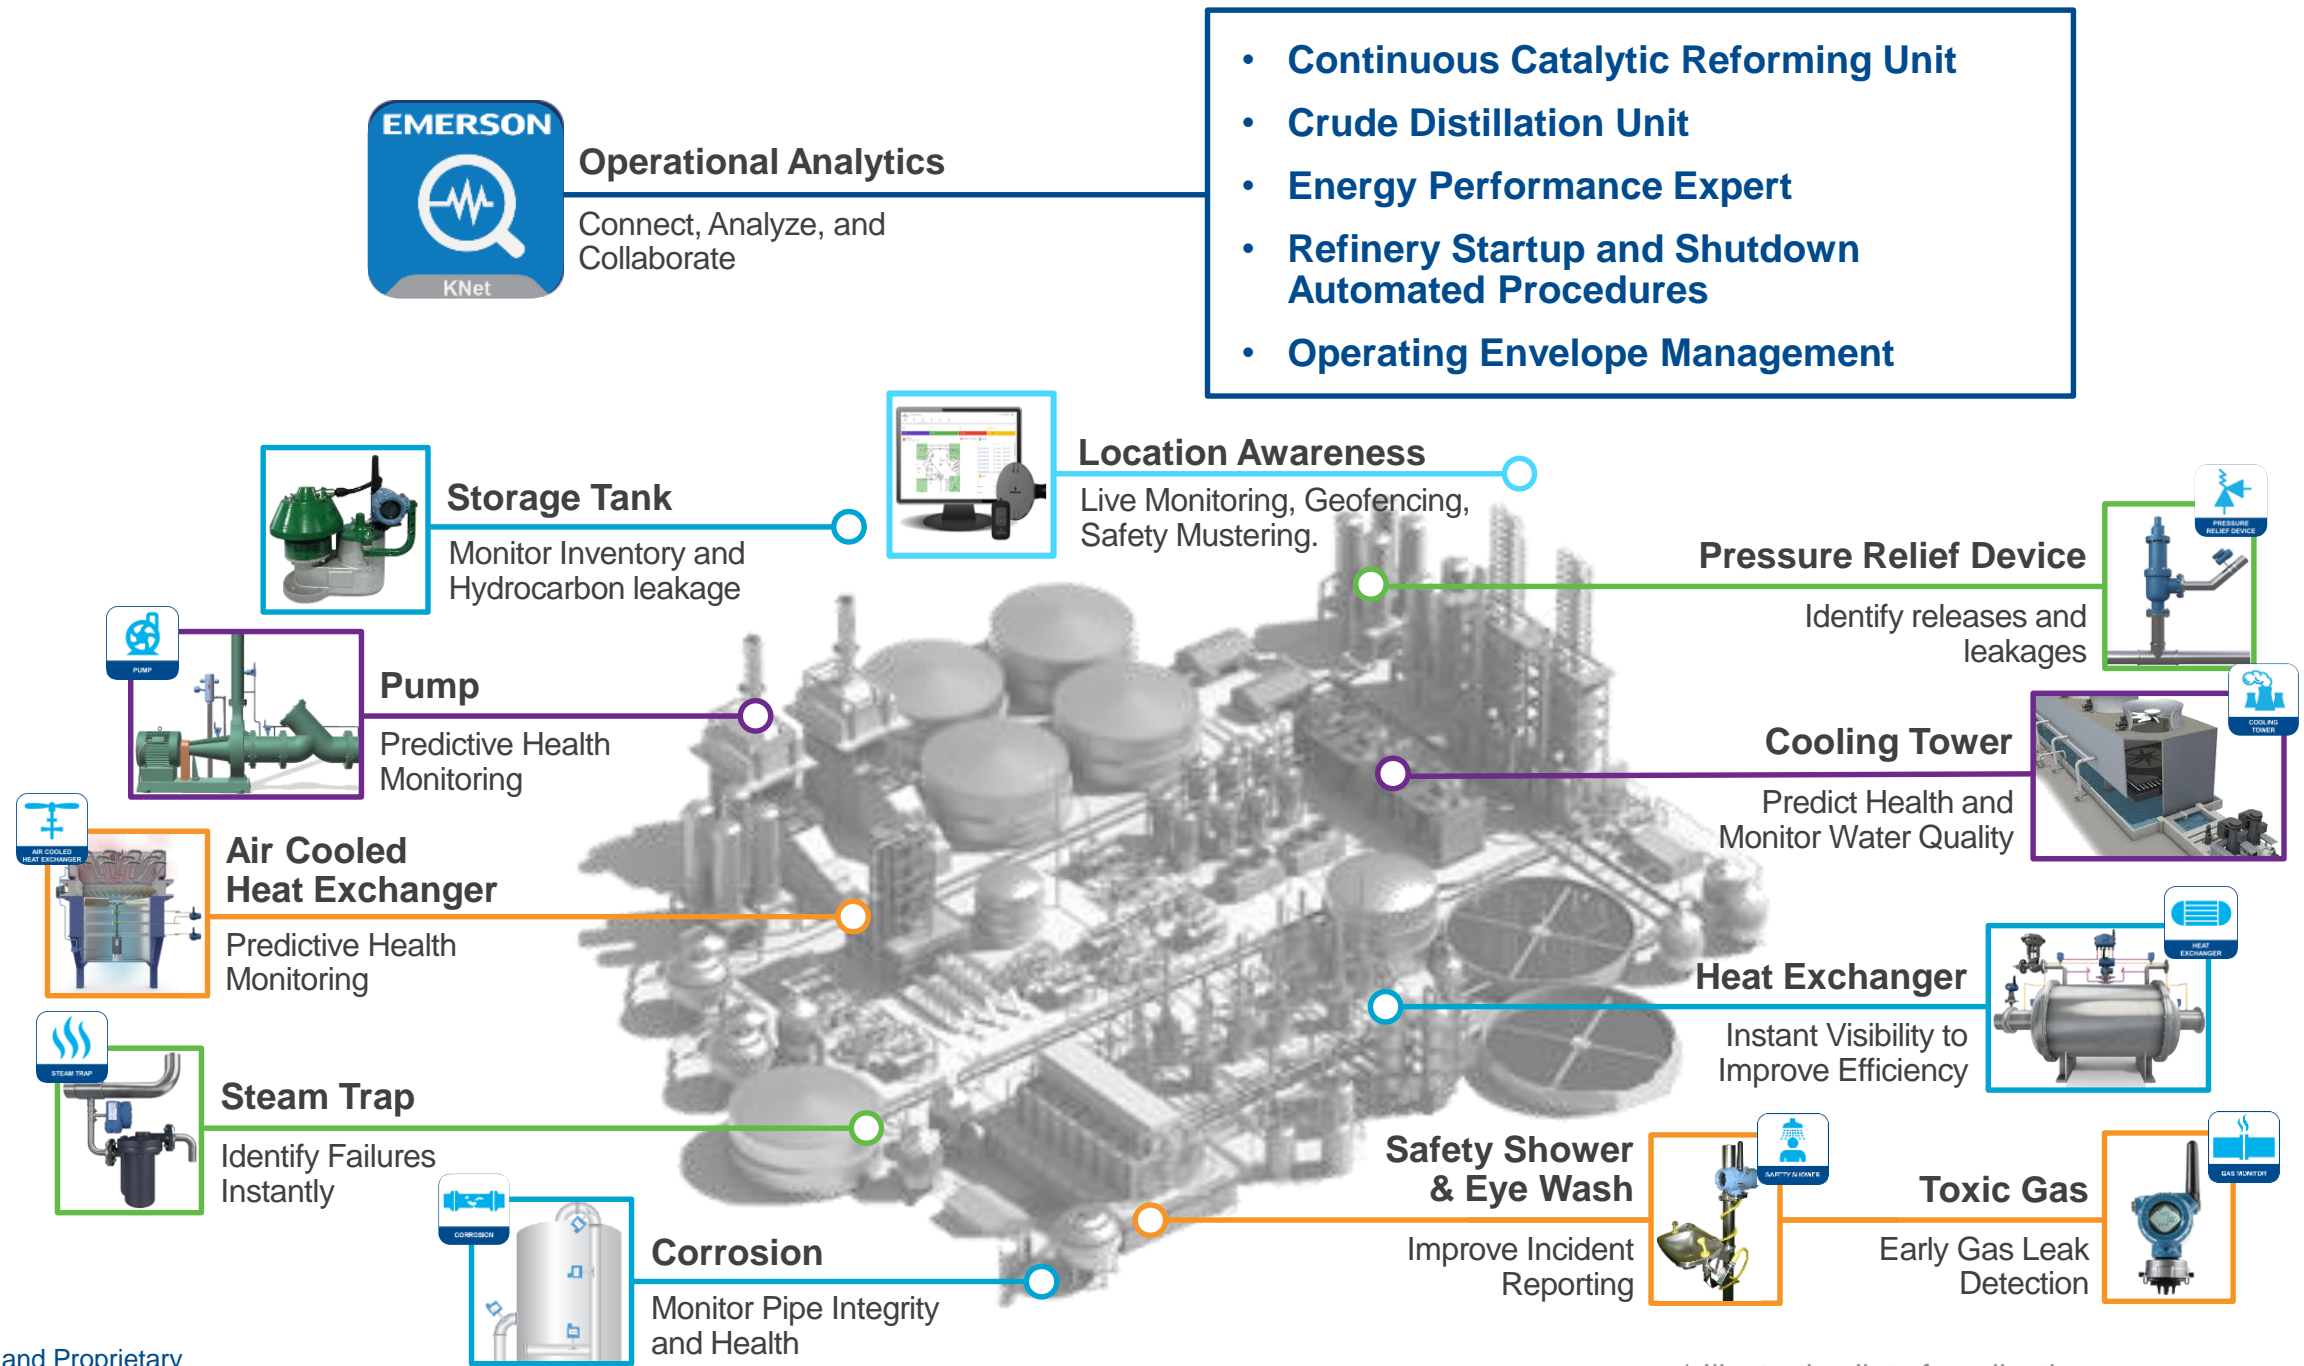 EMERSON
KNet
Operational Analytics
Connect, Analyze, and
Collaborate
• Continuous Catalytic Reforming Unit
• Crude Distillation Unit
• Energy Performance Expert
• Refinery Startup and Shutdown
Automated Procedures
• Operating Envelope Management
Location Awareness
Live Monitoring, Geofencing,
Safety Mustering.
Storage Tank
Monitor Inventory and
Hydrocarbon leakage
PRESSURE
RELIEF DEVICE
Pressure Relief Device
Identify releases and
leakages
PUMP
Pump
Predictive Health
Monitoring
COOLING
TOWER
Cooling Tower
Predict Health and
Monitor Water Quality
AIR COOLED
HEAT EXCHANGER
Air Cooled
Heat Exchanger
Predictive Health
Monitoring
HEAT
EXCHANGER
Heat Exchanger
Instant Visibility to
Improve Efficiency
STEAM TRAP
Steam Trap
Identify Failures
Instantly
SAFETY SHOWER
Safety Shower
& Eye Wash
Improve Incident
Reporting
GAS MONITOR
Toxic Gas
Early Gas Leak
Detection
CORROSION
Corrosion
Monitor Pipe Integrity
and Health
and Proprietary